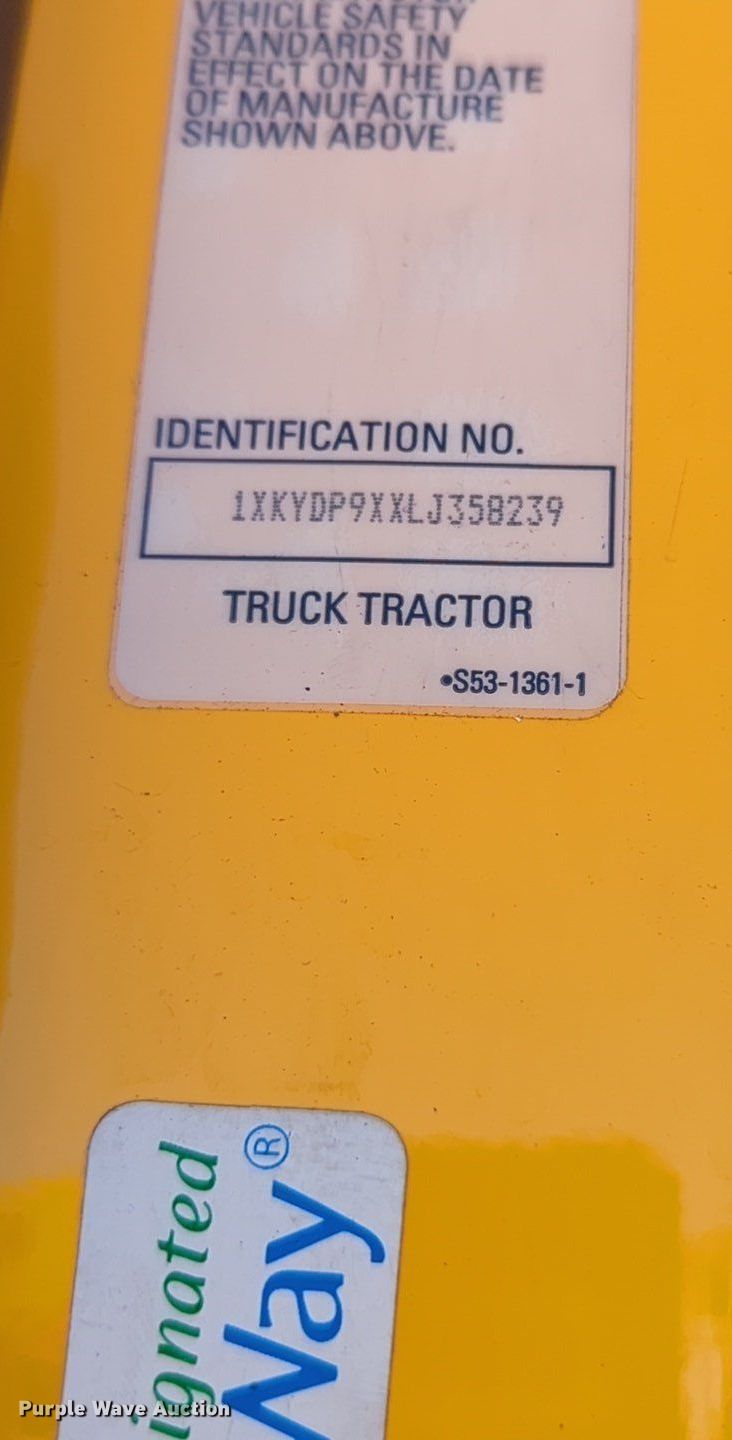 VEHICLE SAFETY
STANDARDS IN
EFFECT ON THE DATE
OF MANUFACTURE
SHOWN ABOVE.
IDENTIFICATION NO.
1XKYDP9XXLJ358239
TRUCK TRACTOR
•S53-1361-1
ignated
Way®
Purple Wave Auction